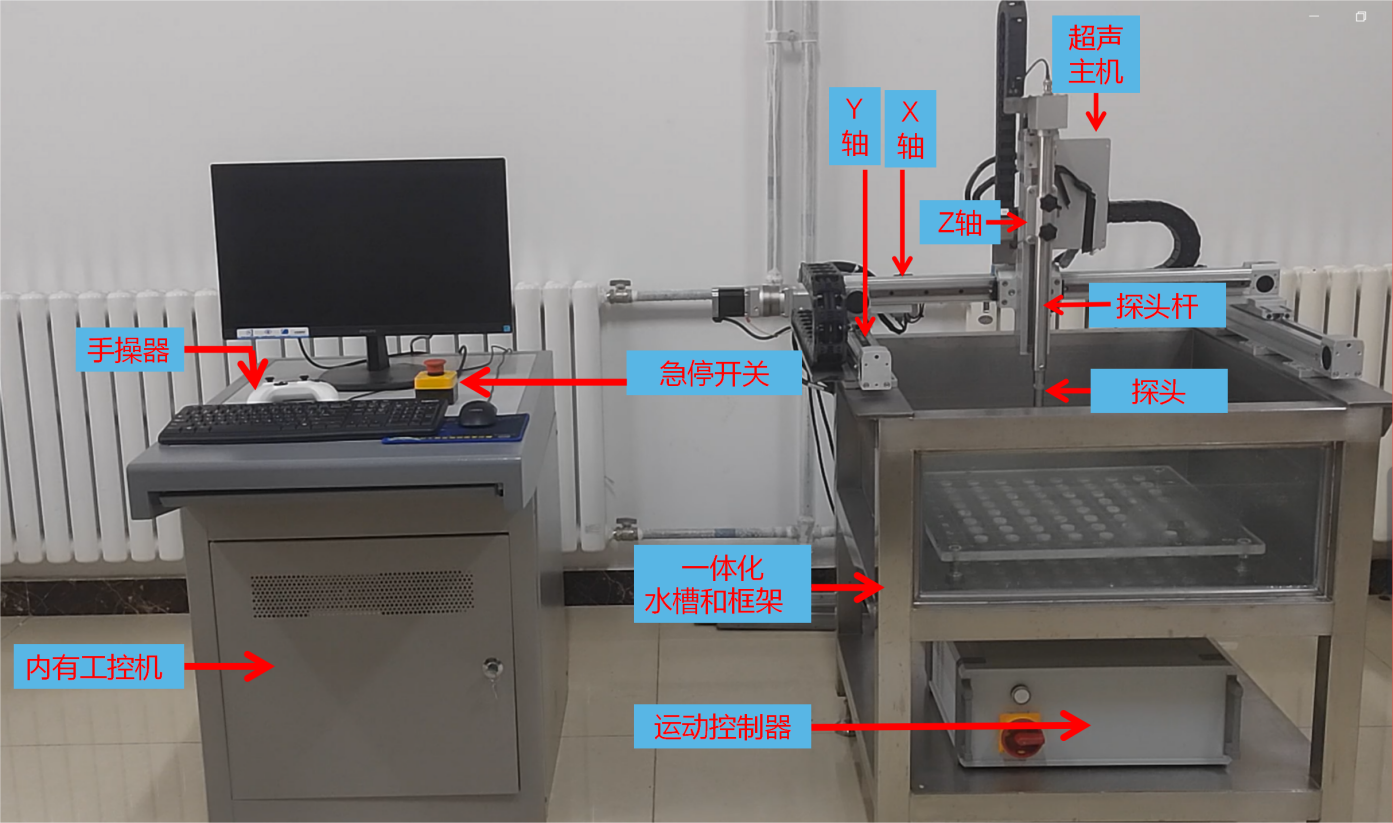 超声
主机
Y
轴
X
轴
Z轴
探头杆
手操器
急停开关
探头
一体化
水槽和框架
内有工控机
运动控制器